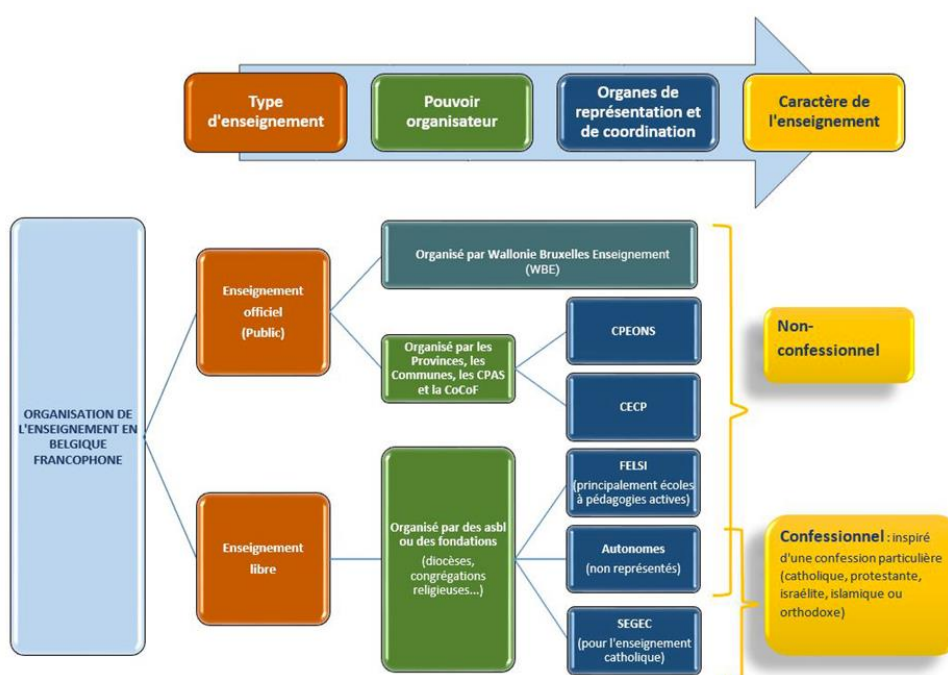 Type
d'enseignement
Pouvoir
organisateur
Organes de
représentation et
de coordination
Caractère de
l'enseignement
ORGANISATION DE
L'ENSEIGNEMENT EN
BELGIQUE
FRANCOPHONE
Enseignement
officiel
(Public)
Organisé par Wallonie Bruxelles Enseignement
(WBE)
Organisé par les
Provinces, les
Communes, les CPAS
et la CoCoF
CPEONS
CECP
Non-
confessionnel
Enseignement
libre
Organisé par des asbl
ou des fondations
(diocèses,
congrégations
religieuses...)
FELSI
(principalement écoles
à pédagogies actives)
Autonomes
(non représentés)
SEGEC
(pour l'enseignement
catholique)
Confessionnel : inspiré
d'une confession particulière
(catholique, protestante,
israélite, islamique ou
orthodoxe)